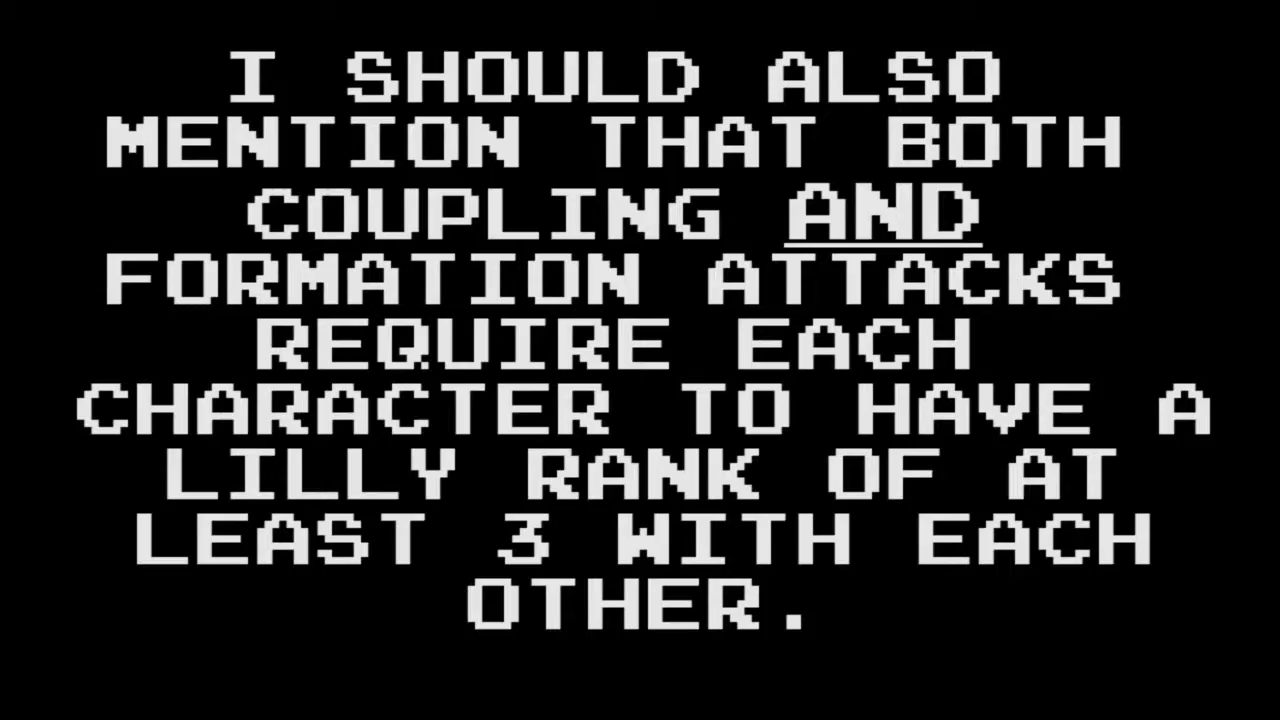 I SHOULD ALSO
MENTION THAT BOTH
COUPLING AND
FORMATION ATTACKS
REQUIRE EACH
CHARACTER TO HAVE A
LILLY RANK OF AT
LEAST 3 WITH EACH
OTHER.